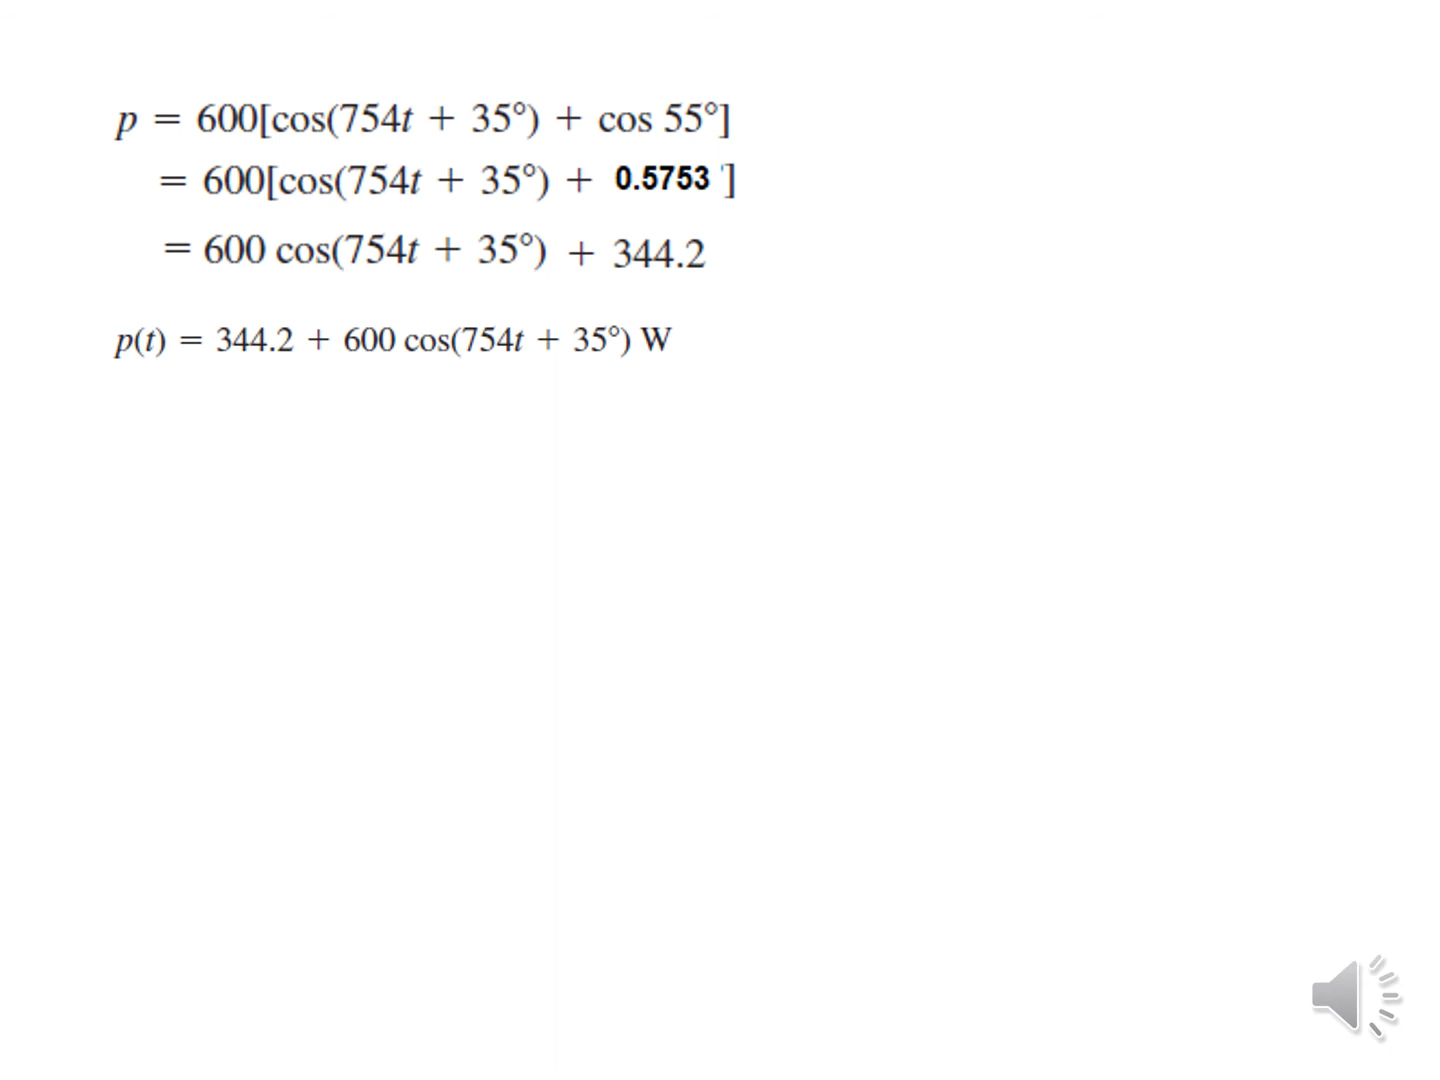 p = 600[cos(754t + 35°) + cos 55°]
= 600[cos(754t + 35°) + 0.5753 ']
= 600 cos(754t + 35°) + 344.2
p(t) = 344.2 + 600 cos(754t + 35°) W